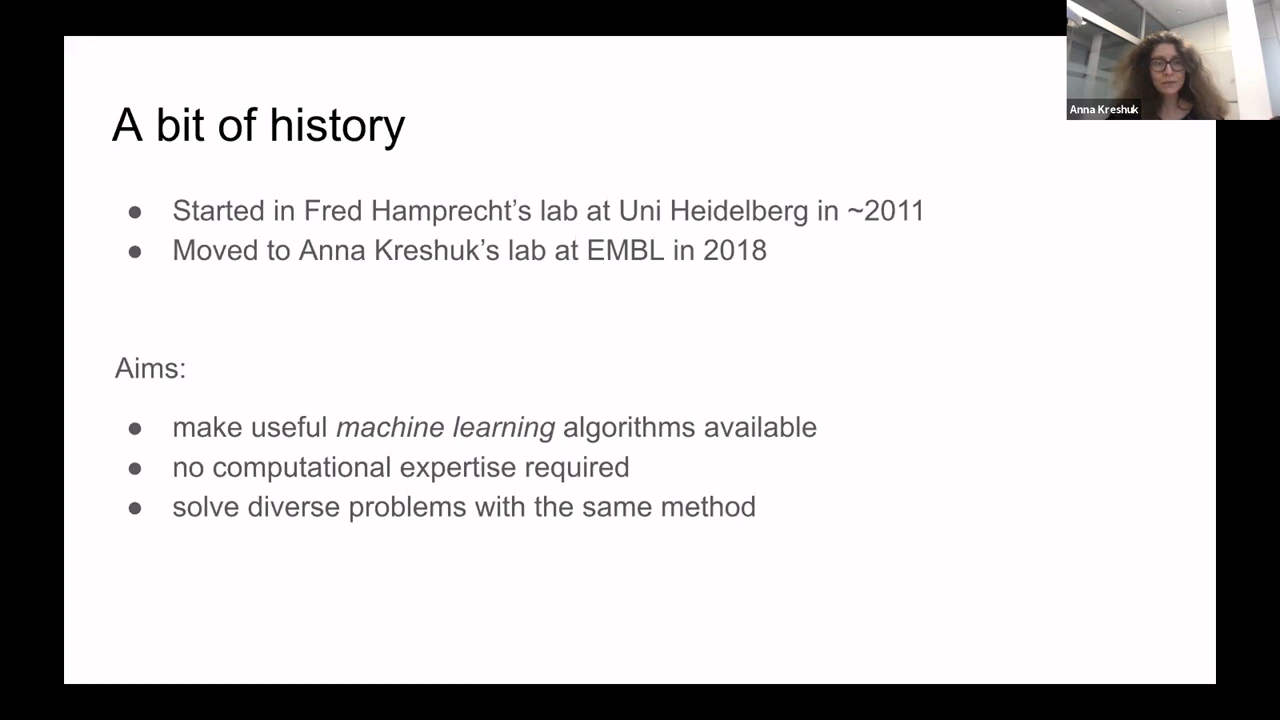 Anna Kreshuk
A bit of history
● Started in Fred Hamprecht’s lab at Uni Heidelberg in ~2011
● Moved to Anna Kreshuk’s lab at EMBL in 2018
Aims:
● make useful machine learning algorithms available
● no computational expertise required
● solve diverse problems with the same method